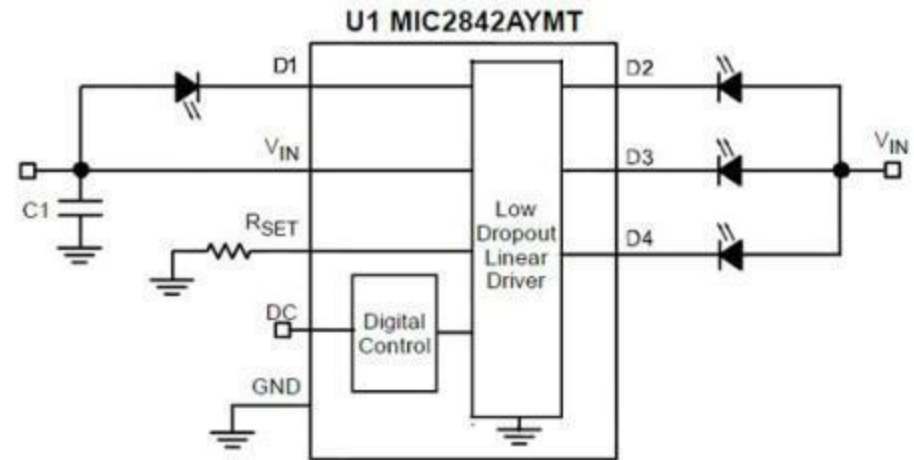 U1 MIC2842AYMT
D1
D2
VIN
D3
VIN
C1
RSET
D4
Low
Dropout
Linear
Driver
DC
Digital
Control
GND